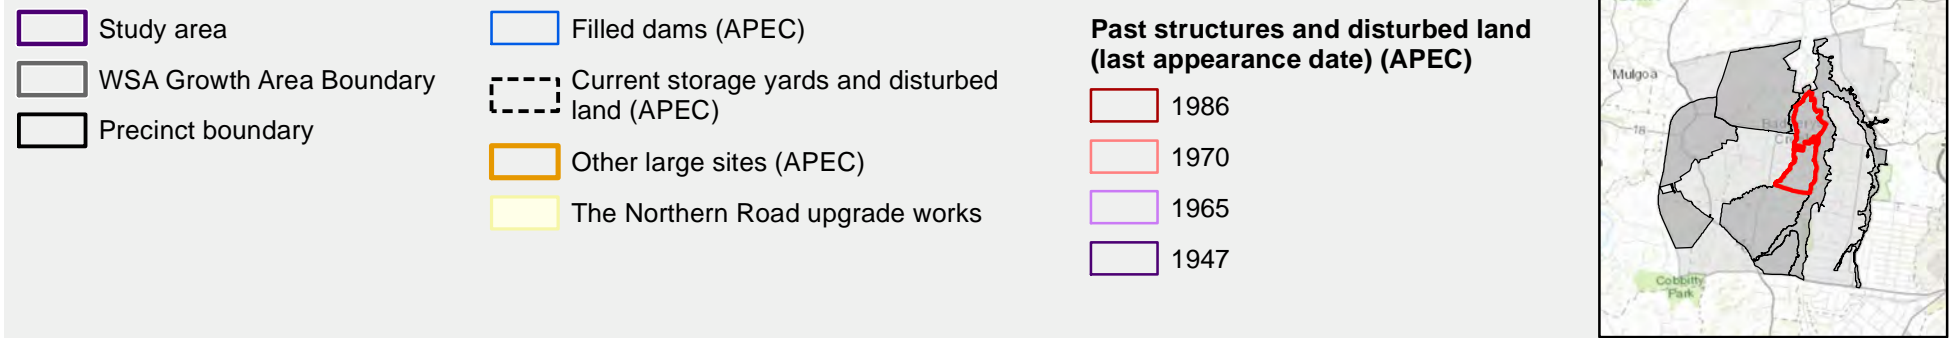 Study area
WSA Growth Area Boundary
Precinct boundary
Filled dams (APEC)
Current storage yards and disturbed
land (APEC)
Other large sites (APEC)
The Northern Road upgrade works
Past structures and disturbed land
(last appearance date) (APEC)
1986
1970
1965
1947
Mulgoa
Cobbitty
Park